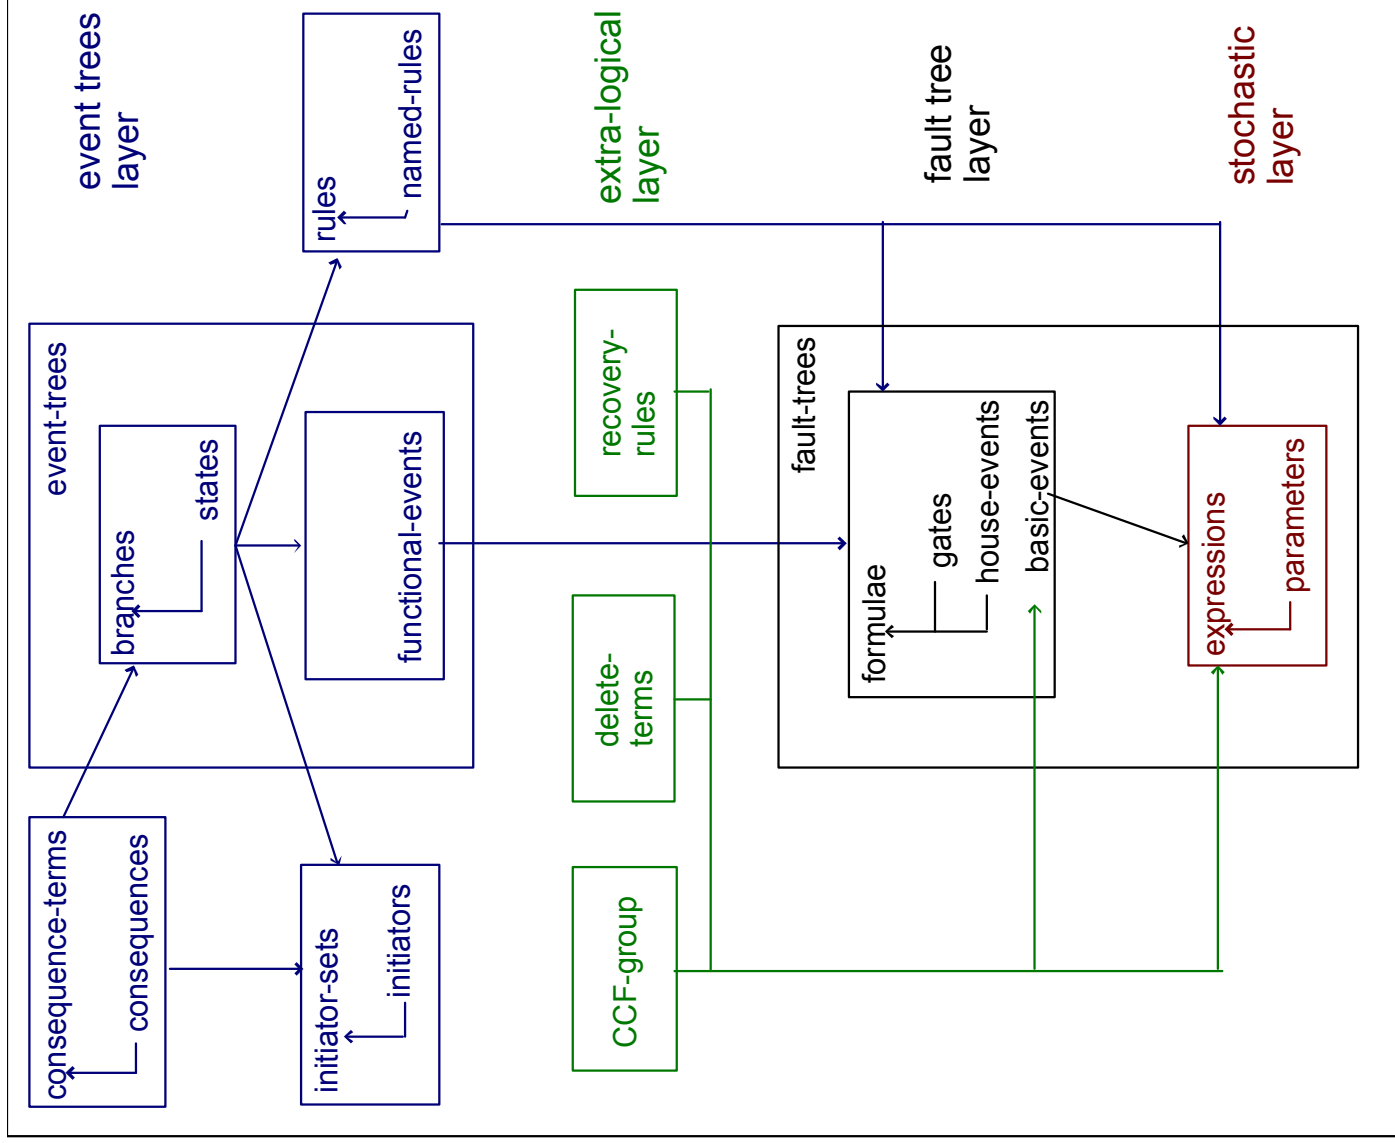 consequence-terms
consequences
event-trees
branches
states
event trees
layer
initiator-sets
initiators
functional-events
rules
named-rules
CCF-group
delete-
terms
recovery-
rules
extra-logical
layer
fault-trees
formulae
gates
house-events
basic-events
fault tree
layer
expressions
parameters
stochastic
layer